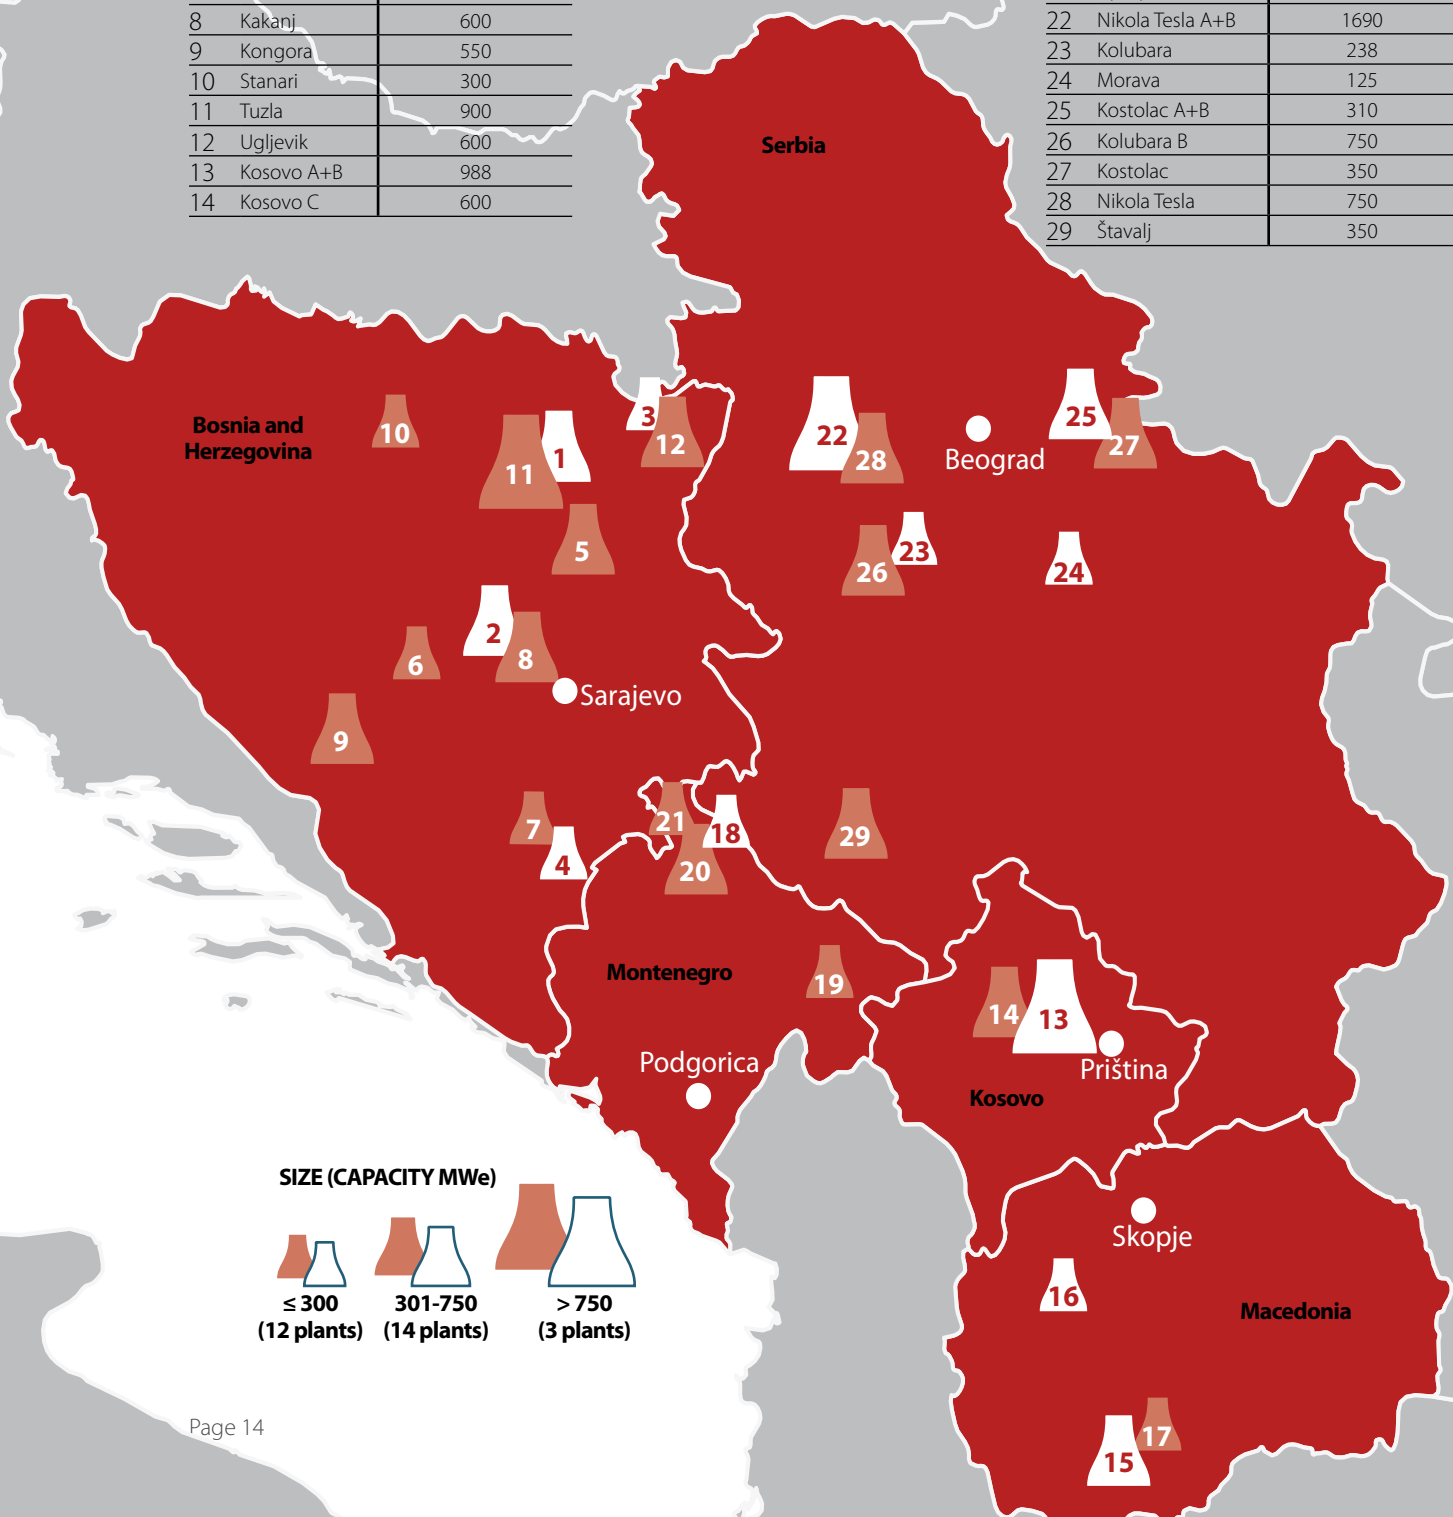 8 Kakanj 600
9 Kongora 550
10 Stanari 300
11 Tuzla 900
12 Ugljevik 600
13 Kosovo A+B 988
14 Kosovo C 600
22 Nikola Tesla A+B 1690
23 Kolubara 238
24 Morava 125
25 Kostolac A+B 310
26 Kolubara B 750
27 Kostolac 350
28 Nikola Tesla 750
29 Štavalj 350
Serbia
Bosnia and
Herzegovina
10
11
1
3
12
5
2
8
6
9
Sarajevo
7
4
22
28
Beograd
25
27
26
23
24
21
18
20
29
Montenegro
19
Podgorica
14
13
Priština
Kosovo
Skopje
16
Macedonia
17
15
SIZE (CAPACITY MWe)
≤ 300
(12 plants)
301-750
(14 plants)
> 750
(3 plants)
Page 14